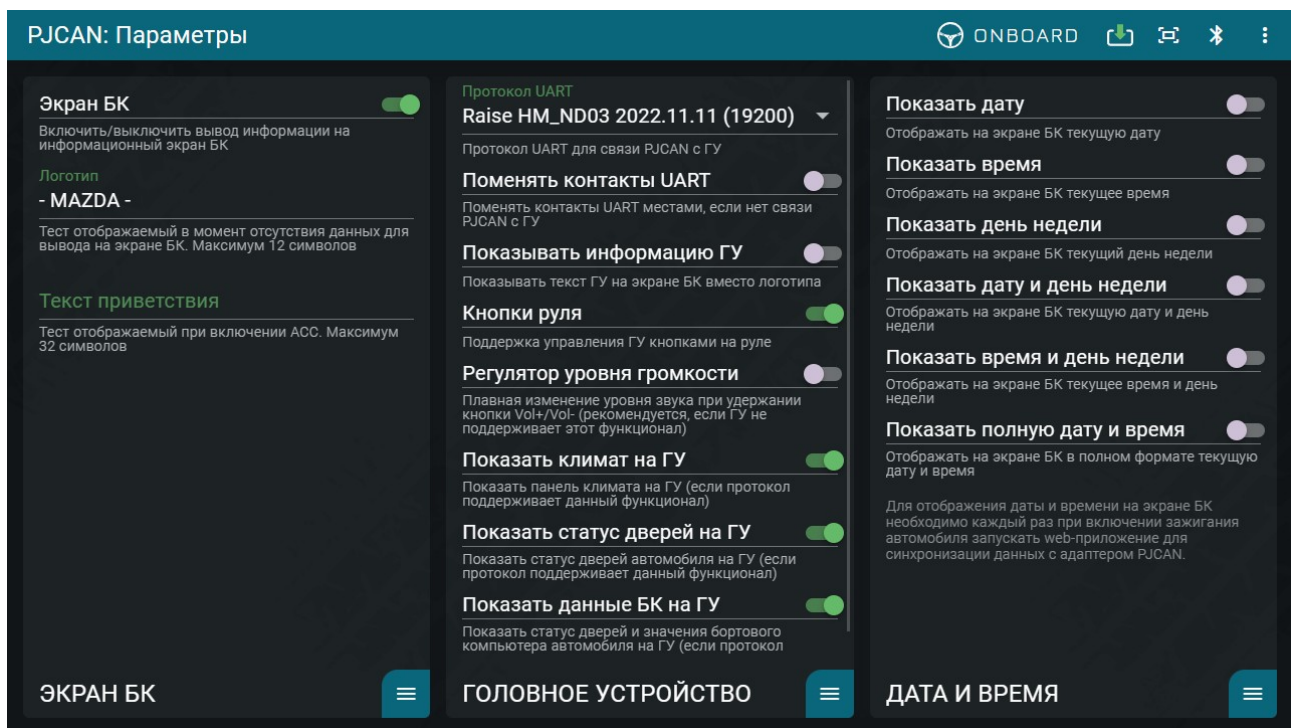 PJCAN: Параметры
ONBOARD
Экран БК
Включить/выключить вывод информации на
информационный экран БК
Логотип
- MAZDA -
Тест отображаемый в момент отсутствия данных для
вывода на экране БК. Максимум 12 символов
Текст приветствия
Тест отображаемый при включении ACC. Максимум
32 символов
ЭКРАН БК
Протокол UART
Raise HM_ND03 2022.11.11 (19200)
Протокол UART для связи PJCAN с ГУ
Поменять контакты UART
Поменять контакты UART местами, если нет связи
PJCAN с ГУ
Показывать информацию ГУ
Показывать текст ГУ на экране БК вместо логотипа
Кнопки руля
Поддержка управления ГУ кнопками на руле
Регулятор уровня громкости
Плавная изменение уровня звука при удержании
кнопки Vol+/Vol- (рекомендуется, если ГУ не
поддерживает этот функционал)
Показать климат на ГУ
Показать панель климата на ГУ (если протокол
поддерживает данный функционал)
Показать статус дверей на ГУ
Показать статус дверей автомобиля на ГУ (если
протокол поддерживает данный функционал)
Показать данные БК на ГУ
Показать статус дверей и значения бортового
компьютера автомобиля на ГУ (если протокол
ГОЛОВНОЕ УСТРОЙСТВО
Показать дату
Отображать на экране БК текущую дату
Показать время
Отображать на экране БК текущее время
Показать день недели
Отображать на экране БК текущий день недели
Показать дату и день недели
Отображать на экране БК текущую дату и день
недели
Показать время и день недели
Отображать на экране БК текущее время и день
недели
Показать полную дату и время
Отображать на экране БК в полном формате текущую
дату и время
Для отображения даты и времени на экране БК
необходимо каждый раз при включении зажигания
автомобиля запускать web-приложение для
синхронизации данных с адаптером PJCAN.
ДАТА И ВРЕМЯ